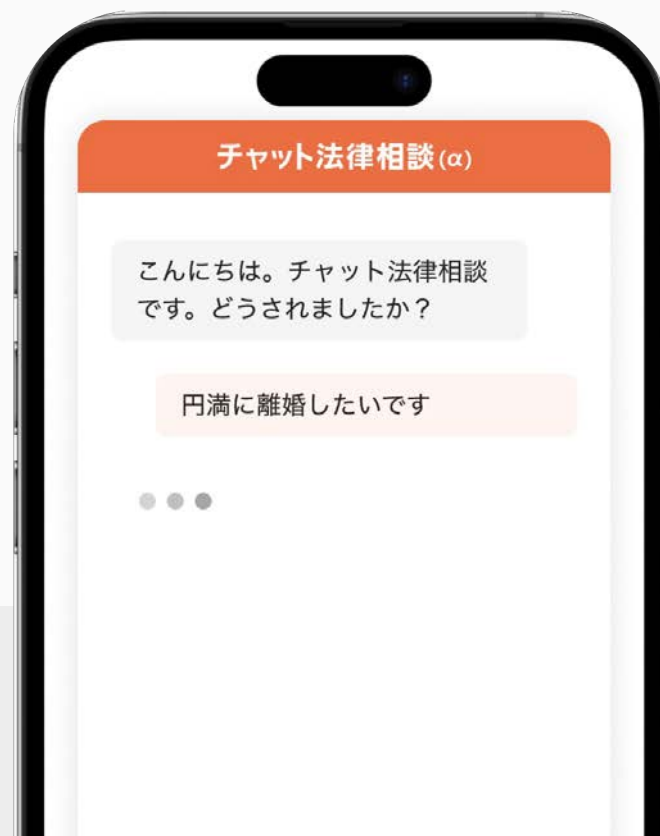 チャット法律相談(α)
こんにちは。チャット法律相談
です。どうされましたか？
円満に離婚したいです